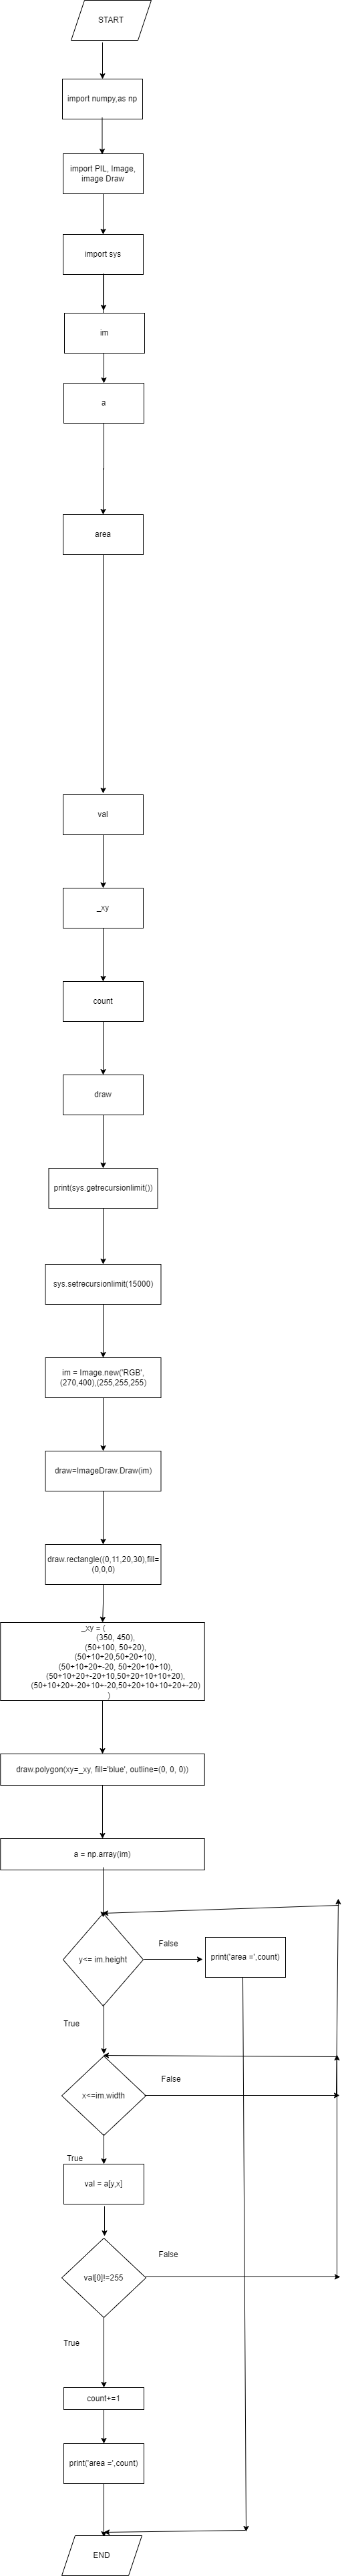 START
import numpy,as np
import PIL, Image,
image Draw
import sys
im
a
area
val
_xy
count
draw
print(sys.getrecursionlimit())
sys.setrecursionlimit(15000)
im = Image.new('RGB',
(270,400),(255,255,255)
draw=ImageDraw.Draw(im)
draw.rectangle((0,11,20,30),fill=
(0,0,0)
_xy = (
(350, 450),
(50+100, 50+20),
(50+10+20,50+20+10),
(50+10+20+-20, 50+20+10+10),
(50+10+20+-20+10,50+20+10+10+20),
(50+10+20+-20+10+-20,50+20+10+10+20+-20)
)
draw.polygon(xy=_xy, fill='blue', outline=(0, 0, 0))
a = np.array(im)
y<= im.height
False
print('area =',count)
True
x<=im.width
False
True
val = a[y,x]
val[0]!=255
False
True
count+=1
print('area =',count)
END